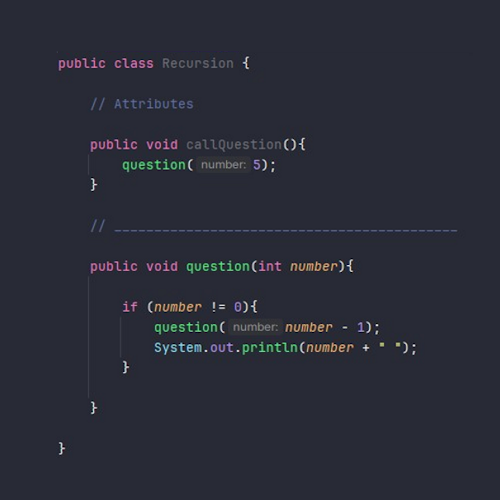 public class Recursion {
// Attributes
public void callQuestion(){
question( number: 5);
}
// ___________________________________________
public void question(int number){
if (number != 0){
question( number: number - 1);
System.out.println(number + " ");
}
}
}